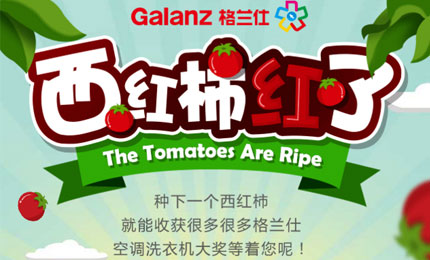 Galanz 格兰仕
西红柿红了
The Tomatoes Are Ripe
种下一个西红柿
就能收获很多很多格兰仕
空调洗衣机大奖等着您呢！